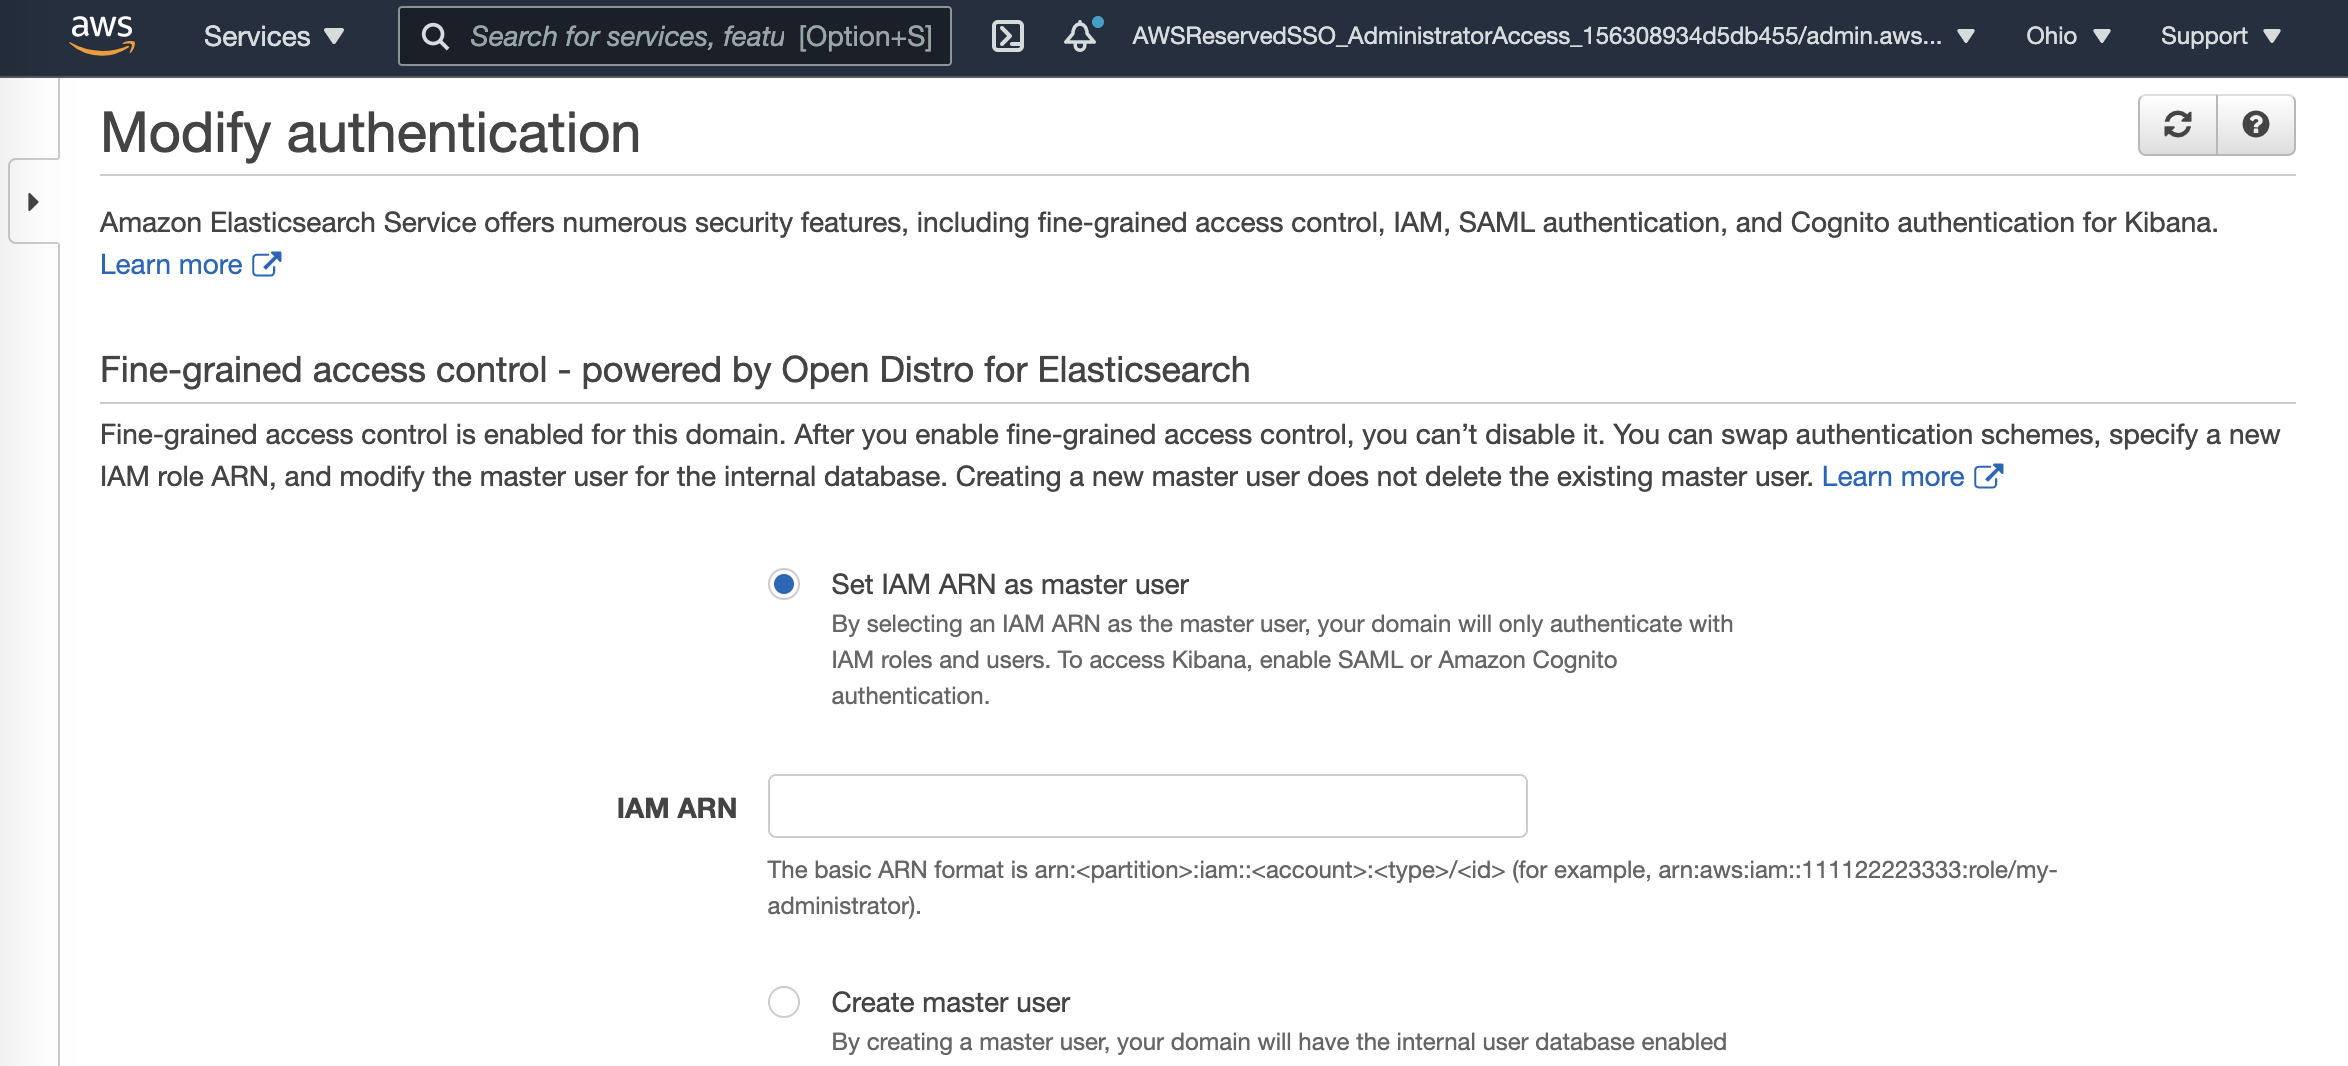 aws Services Search for services, featu [Option+S] AWSReservedSSO_AdministratorAccess_156308934d5db455/admin.aws... Ohio Support
Modify authentication
Amazon Elasticsearch Service offers numerous security features, including fine-grained access control, IAM, SAML authentication, and Cognito authentication for Kibana.
Learn more
Fine-grained access control - powered by Open Distro for Elasticsearch
Fine-grained access control is enabled for this domain. After you enable fine-grained access control, you can’t disable it. You can swap authentication schemes, specify a new
IAM role ARN, and modify the master user for the internal database. Creating a new master user does not delete the existing master user. Learn more
Set IAM ARN as master user
By selecting an IAM ARN as the master user, your domain will only authenticate with
IAM roles and users. To access Kibana, enable SAML or Amazon Cognito
authentication.
IAM ARN
The basic ARN format is arn:<partition>:iam::<account>:<type>/<id> (for example, arn:aws:iam::111122223333:role/my-
administrator).
Create master user
By creating a master user, your domain will have the internal user database enabled